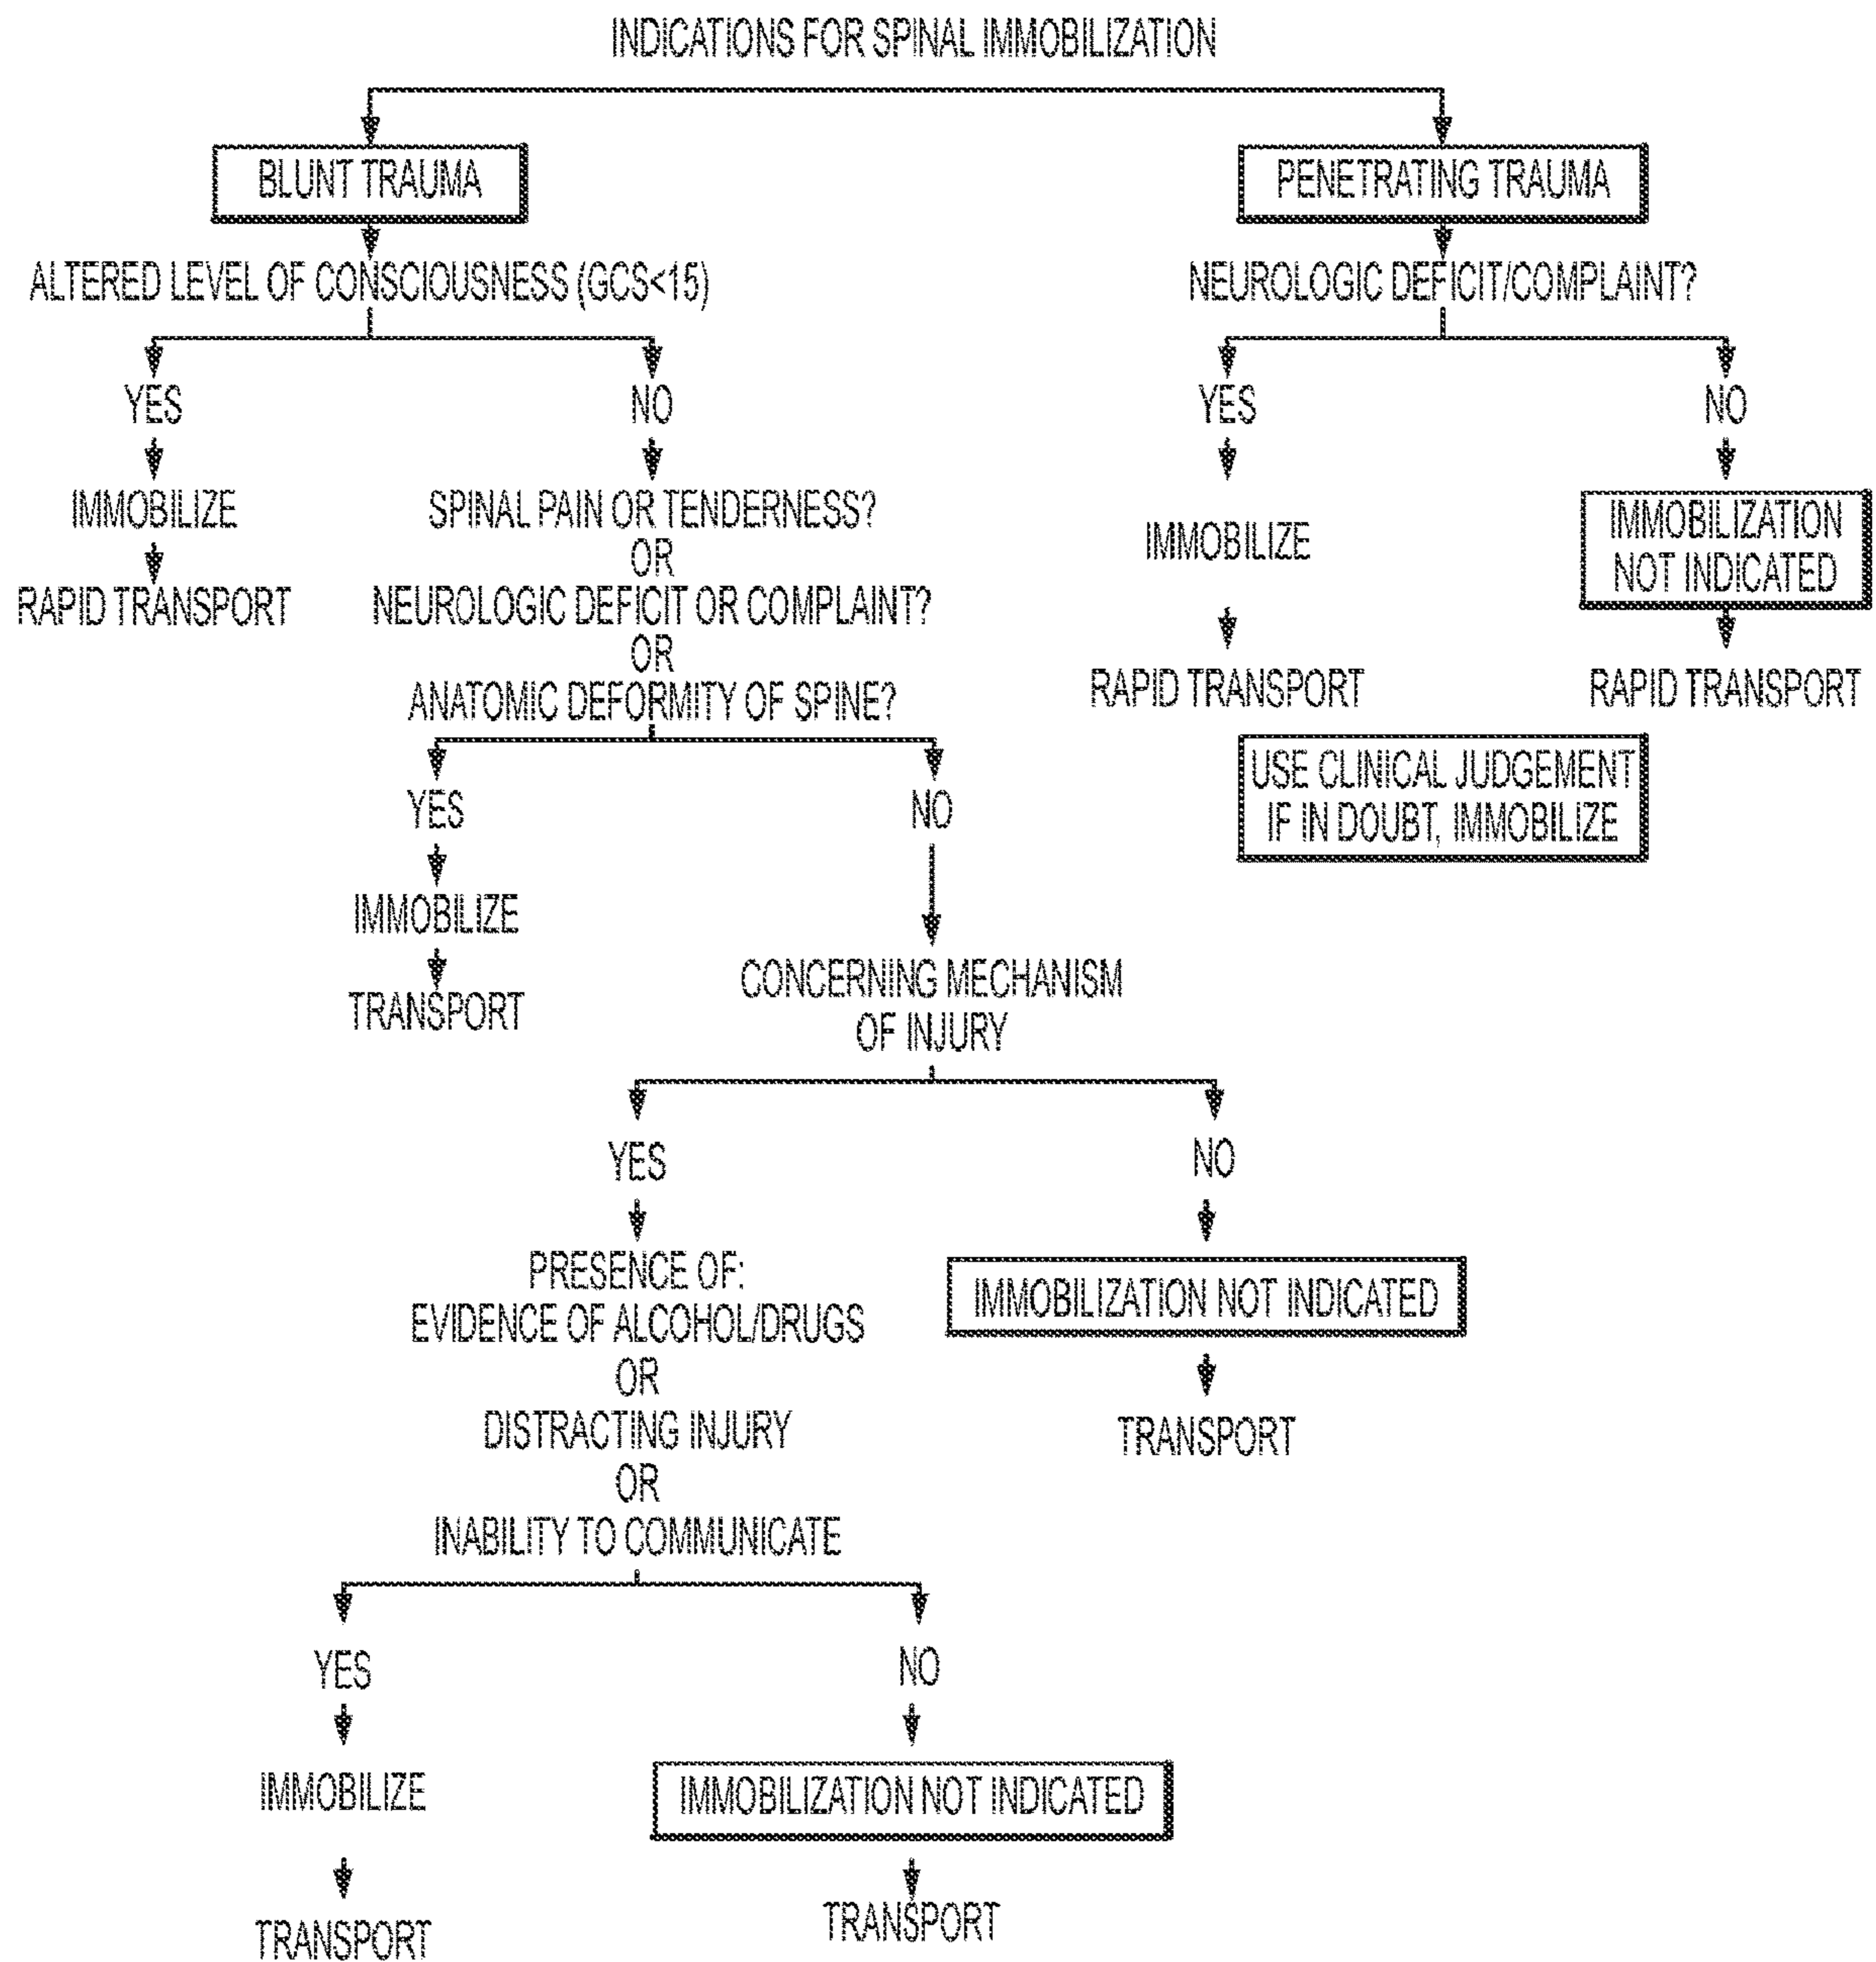 INDICATIONS FOR SPINAL IMMOBILIZATION
BLUNT TRAUMA
ALTERED LEVEL OF CONSCIOUSNESS (GCS<15)
YES
NO
IMMOBILIZE
RAPID TRANSPORT
SPINAL PAIN OR TENDERNESS?
OR
NEUROLOGIC DEFICIT OR COMPLAINT?
OR
ANATOMIC DEFORMITY OF SPINE?
YES
NO
IMMOBILIZE
TRANSPORT
CONCERNING MECHANISM
OF INJURY
YES
NO
PRESENCE OF:
EVIDENCE OF ALCOHOL/DRUGS
OR
DISTRACTING INJURY
OR
INABILITY TO COMMUNICATE
IMMOBILIZATION NOT INDICATED
TRANSPORT
YES
NO
IMMOBILIZE
TRANSPORT
IMMOBILIZATION NOT INDICATED
TRANSPORT
PENETRATING TRAUMA
NEUROLOGIC DEFICIT/COMPLAINT?
YES
NO
IMMOBILIZE
RAPID TRANSPORT
IMMOBILIZATION
NOT INDICATED
RAPID TRANSPORT
USE CLINICAL JUDGEMENT
IF IN DOUBT, IMMOBILIZE